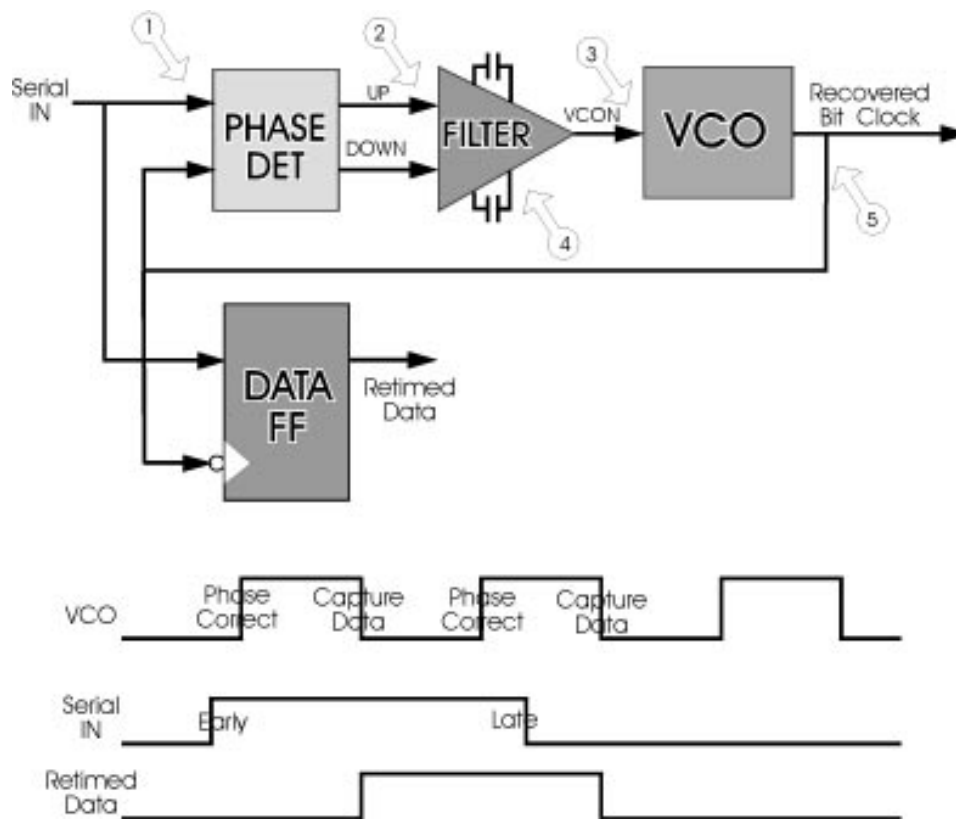 1
2
3
4
5
Serial
IN
PHASE
DET
UP
DOWN
FILTER
VCON
VCO
Recovered
Bit Clock
DATA
FF
C
Retimed
Data
VCO
Phase
Correct
Capture
Data
Phase
Correct
Capture
Data
Serial
IN
Early
Late
Retimed
Data